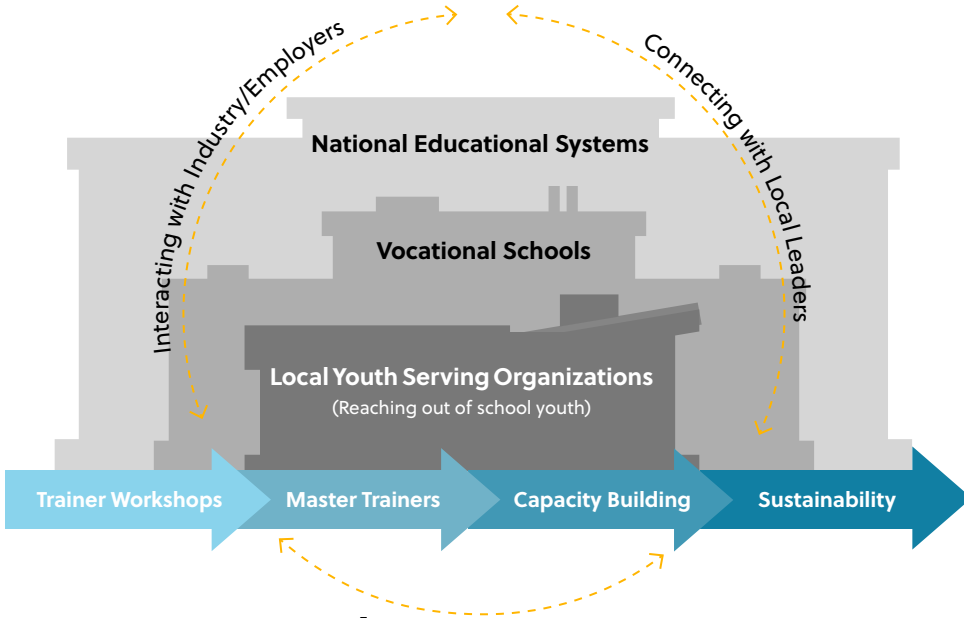 Interacting with Industry/Employers
Connecting with Local Leaders
National Educational Systems
Vocational Schools
Local Youth Serving Organizations
(Reaching out of school youth)
Trainer Workshops
Master Trainers
Capacity Building
Sustainability